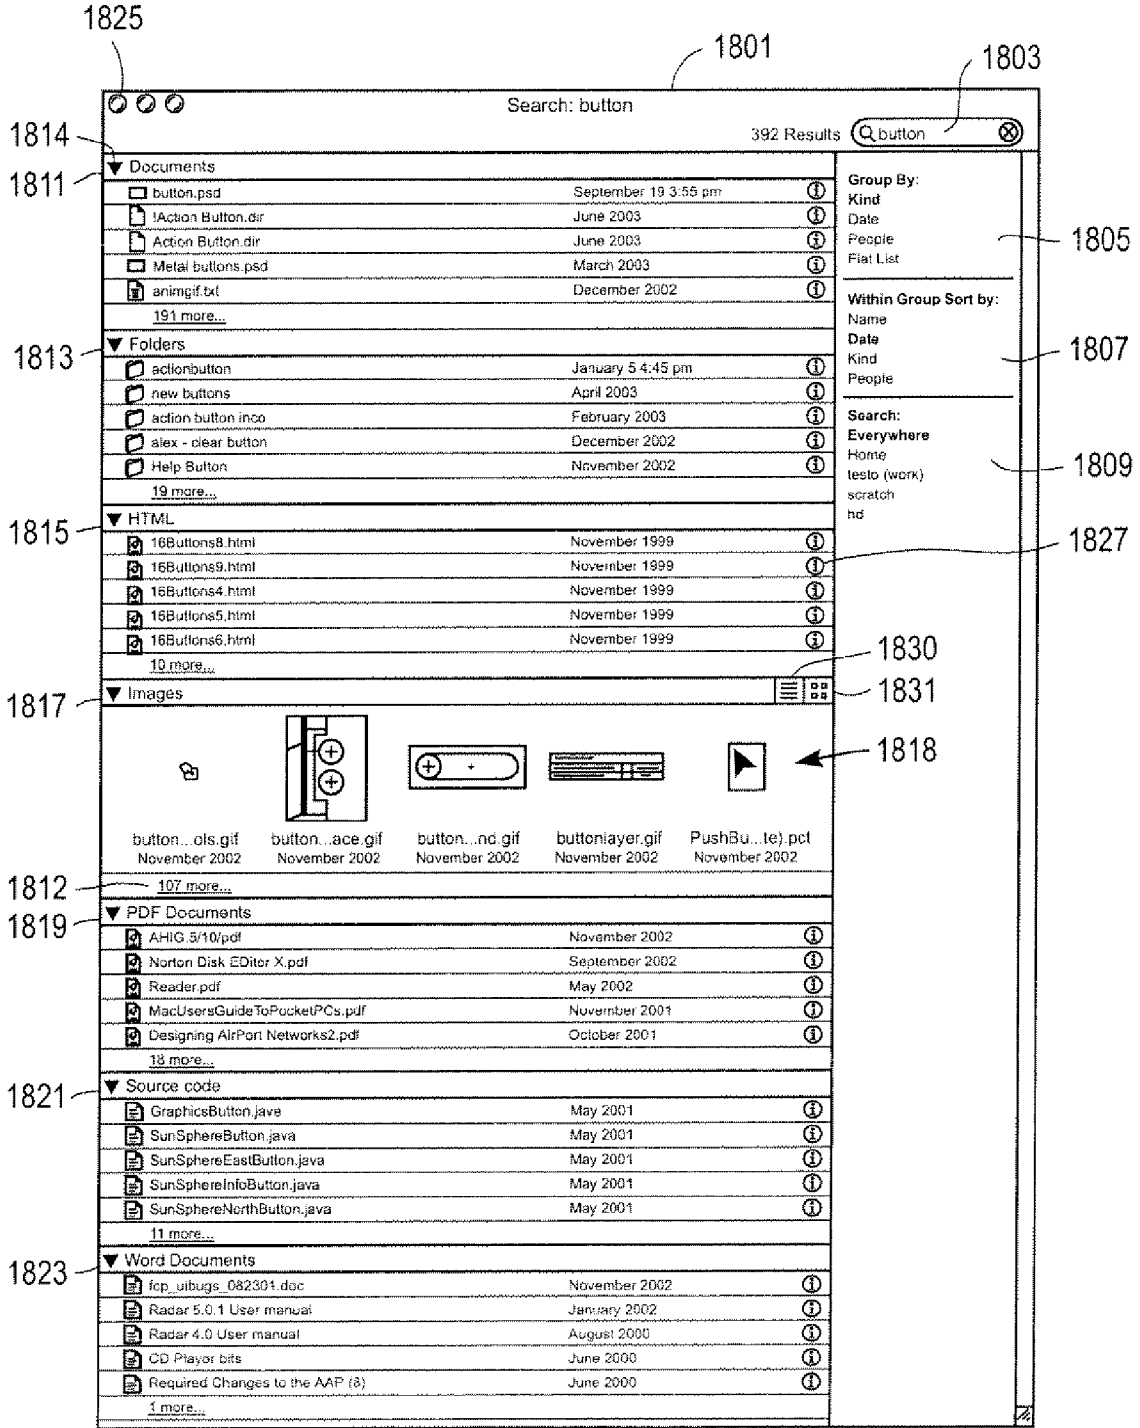 1825
1801
1803
Search: button
392 Results
button
1814
1811
Documents
button.psd September 19 3:55 pm
!Action Button.dir June 2003
Action Button.dir June 2003
Metal buttons.psd March 2003
animgif.txt December 2002
191 more...
Group By:
Kind
Date
People
Flat List
1805
Within Group Sort by:
Name
Date
Kind
People
1807
Search:
Everywhere
Home
testo (work)
scratch
hd
1809
1813
Folders
actionbutton January 5 4:45 pm
new buttons April 2003
action button inco February 2003
alex - clear button December 2002
Help Button November 2002
19 more...
1815
HTML
16Buttons8.html November 1999
16Buttons9.html November 1999
16Buttons4.html November 1999
16Buttons5.html November 1999
16Buttons6.html November 1999
10 more...
1827
1830
1831
1817
Images
1818
button...ols.gif button...ace.gif button...nd.gif buttonlayer.gif PushBu...te).pct
November 2002 November 2002 November 2002 November 2002 November 2002
1812
107 more...
1819
PDF Documents
AHIG.5/10/pdf November 2002
Norton Disk EDitor X.pdf September 2002
Reader.pdf May 2002
MacUsersGuideToPocketPCs.pdf November 2001
Designing AirPort Networks2.pdf October 2001
18 more...
1821
Source code
GraphicsButton.jave May 2001
SunSphereButton.java May 2001
SunSphereEastButton.java May 2001
SunSphereInfoButton.java May 2001
SunSphereNorthButton.java May 2001
11 more...
1823
Word Documents
fcp_uibugs_082301.doc November 2002
Radar 5.0.1 User manual January 2002
Radar 4.0 User manual August 2000
CD Player bits June 2000
Required Changes to the AAP (8) June 2000
1 more...